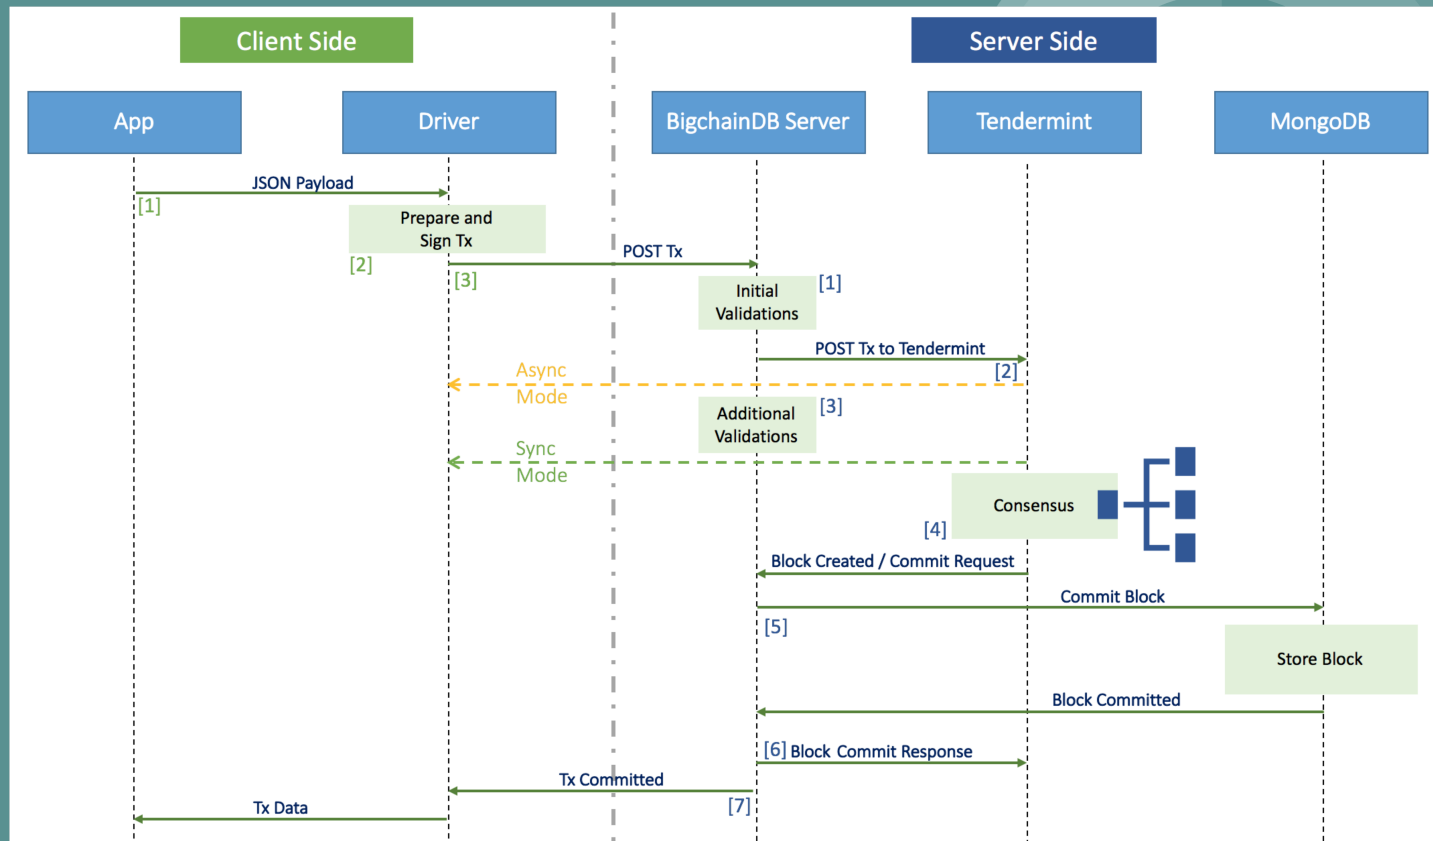 Client Side
Server Side
App
Driver
BigchainDB Server
Tendermint
MongoDB
JSON Payload
[1]
Prepare and
Sign Tx
[2]
[3]
POST Tx
Initial
Validations
[1]
POST Tx to Tendermint
[2]
Async
Mode
Additional
Validations
[3]
Sync
Mode
Consensus
[4]
Block Created / Commit Request
Commit Block
[5]
Store Block
Block Committed
[6] Block Commit Response
Tx Committed
[7]
Tx Data